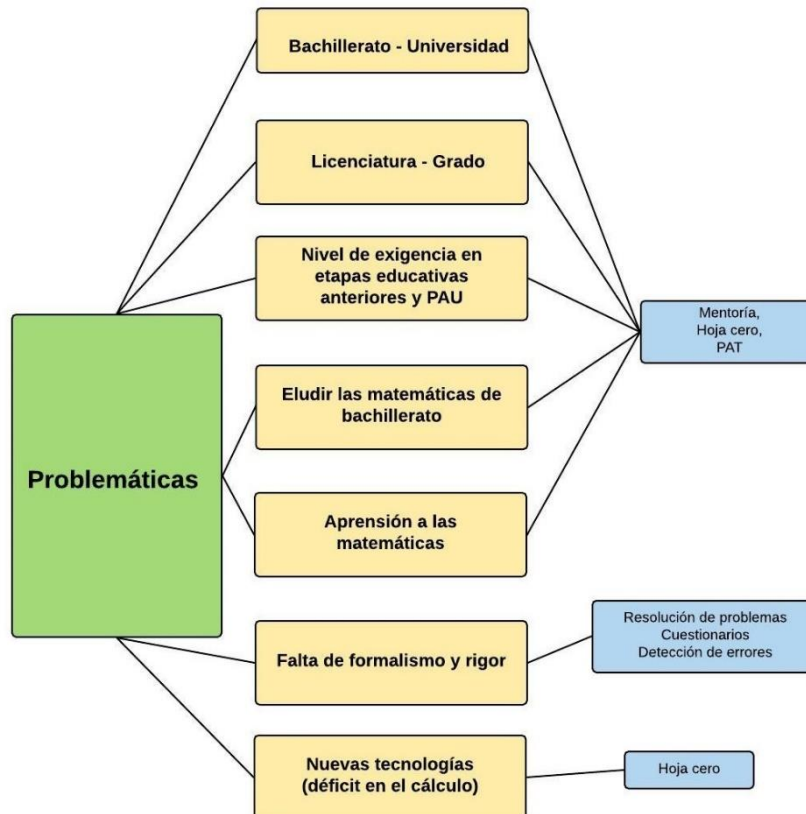 Bachillerato - Universidad
Licenciatura - Grado
Nivel de exigencia en
etapas educativas
anteriores y PAU
Mentoría,
Hoja cero,
PAT
Eludir las matemáticas de
bachillerato
Problemáticas
Aprensión a las
matemáticas
Resolución de problemas
Cuestionarios
Detección de errores
Falta de formalismo y rigor
Nuevas tecnologías
(déficit en el cálculo)
Hoja cero